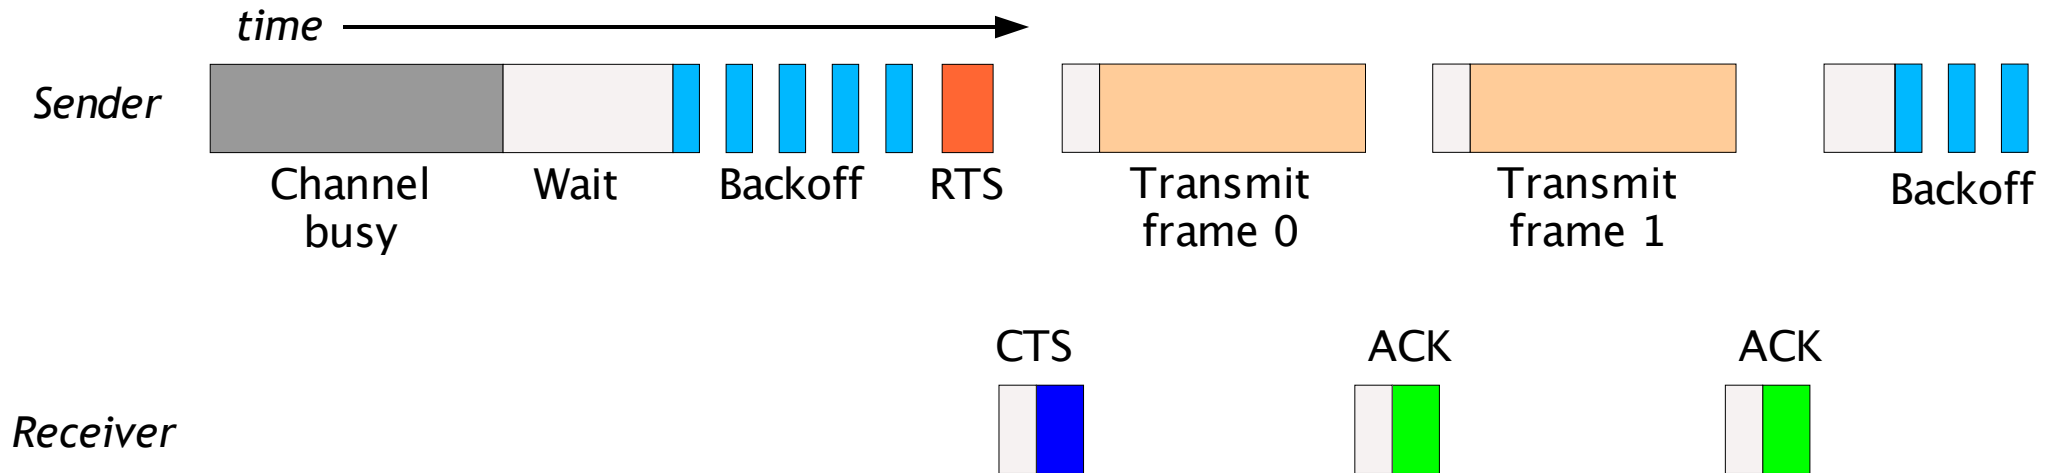 time
Sender
Channel
busy
Wait
Backoff
RTS
Transmit
frame 0
Transmit
frame 1
Backoff
CTS
ACK
ACK
Receiver